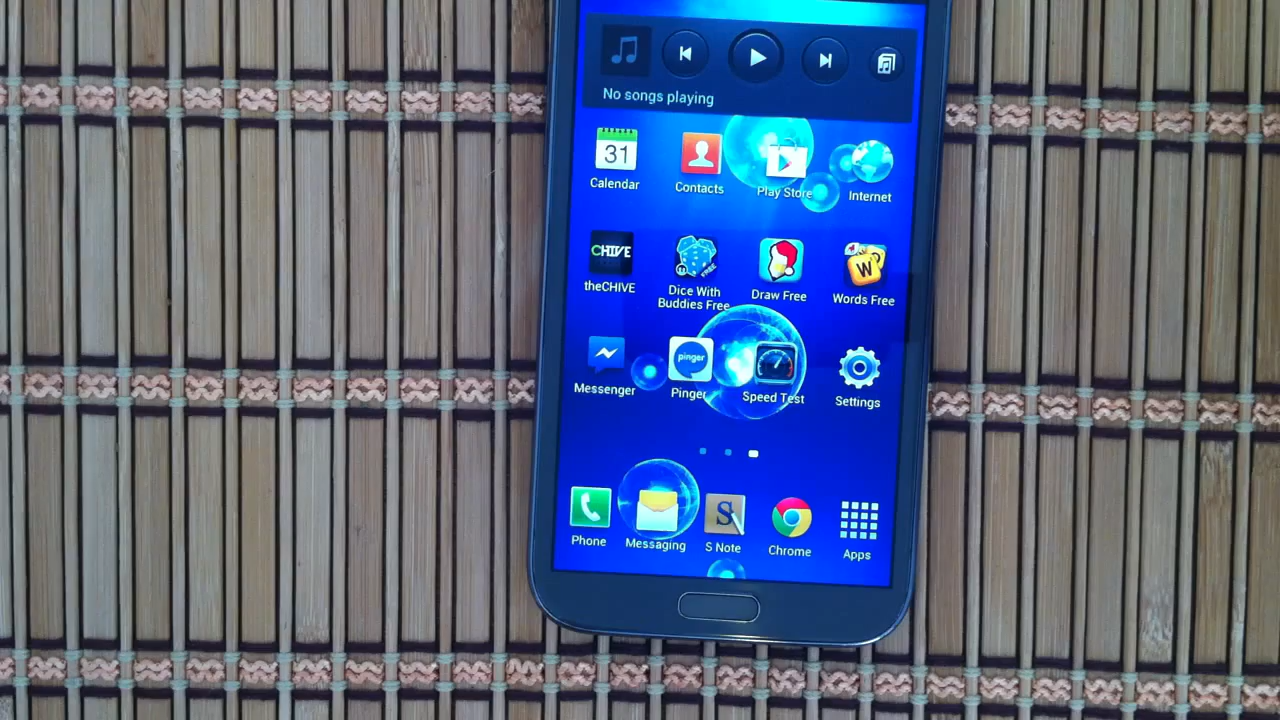 No songs playing
31
Calendar
Contacts
Play Store
Internet
CHIVE
theCHIVE
FREE
Dice With
Buddies Free
Draw Free
W
Words Free
Messenger
pinger
Pinger
Speed Test
Settings
Phone
Messaging
S
S Note
Chrome
Apps